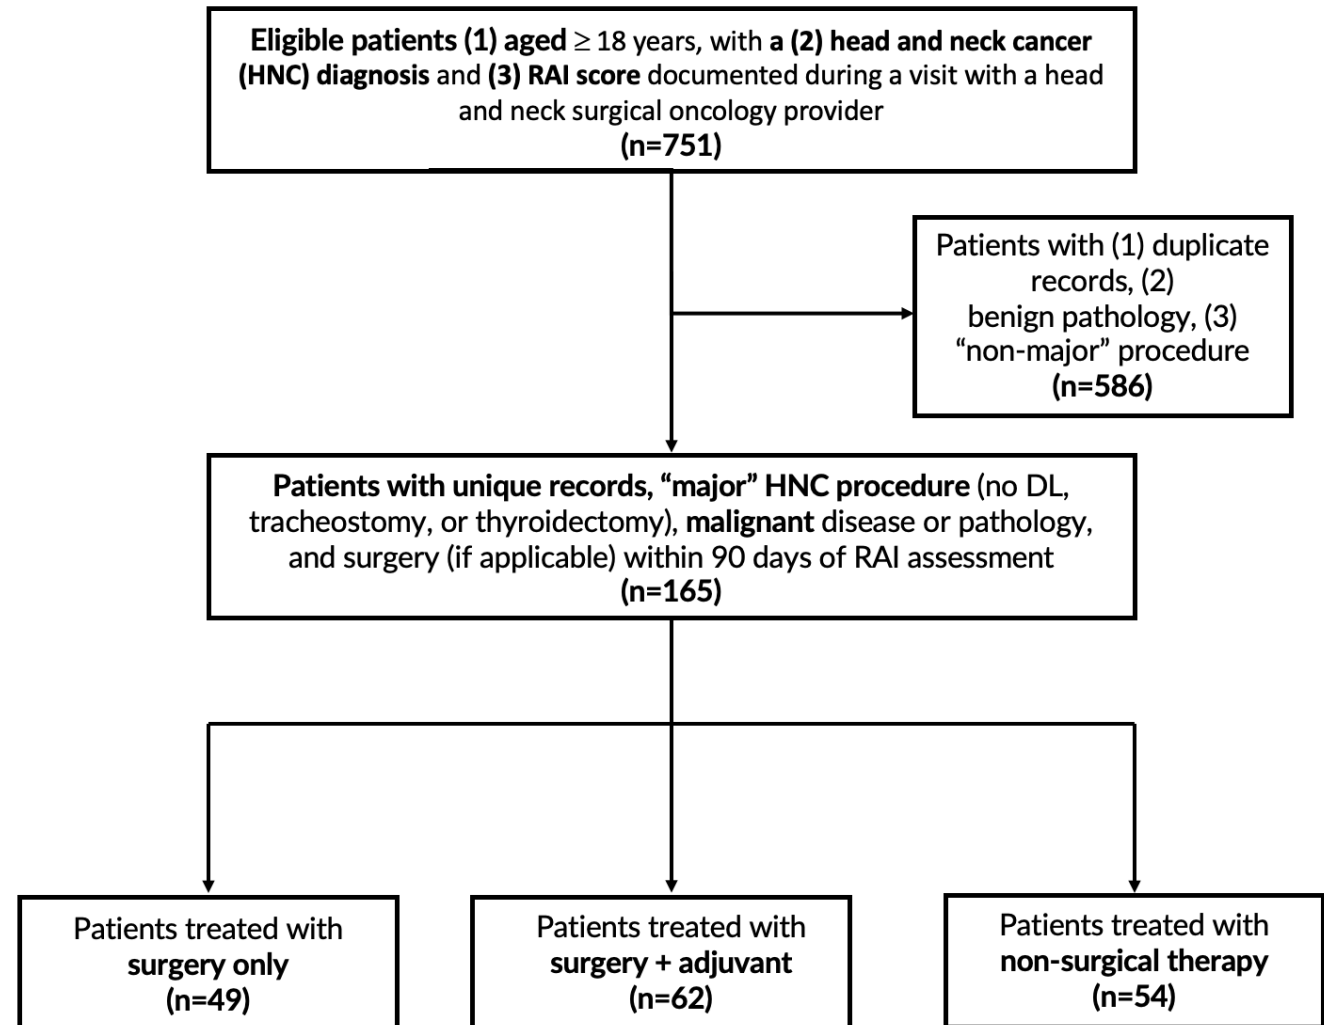 Eligible patients (1) aged ≥ 18 years, with a (2) head and neck cancer
(HNC) diagnosis and (3) RAI score documented during a visit with a head
and neck surgical oncology provider
(n=751)
Patients with (1) duplicate
records, (2)
benign pathology, (3)
“non-major” procedure
(n=586)
Patients with unique records, “major” HNC procedure (no DL,
tracheostomy, or thyroidectomy), malignant disease or pathology,
and surgery (if applicable) within 90 days of RAI assessment
(n=165)
Patients treated with
surgery only
(n=49)
Patients treated with
surgery + adjuvant
(n=62)
Patients treated with
non-surgical therapy
(n=54)